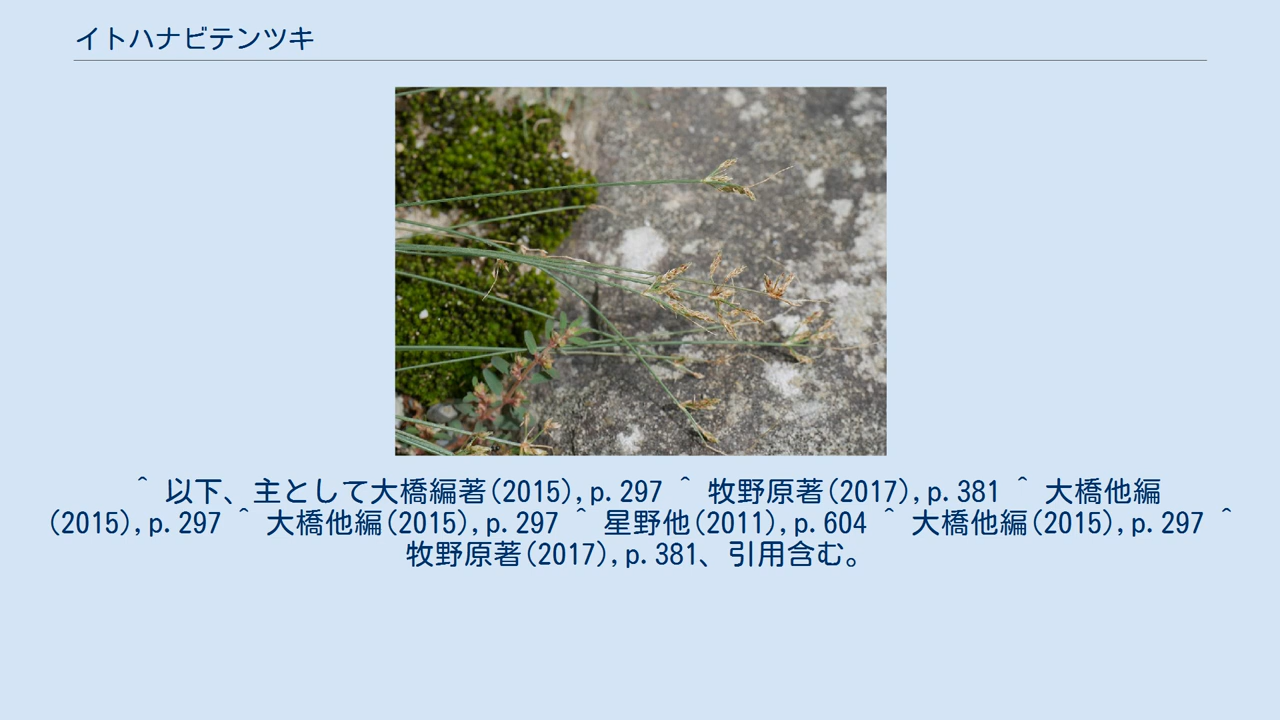 イトハナビテンツキ
^ 以下、主として大橋編著(2015),p.297 ^ 牧野原著(2017),p.381 ^ 大橋他編
(2015),p.297 ^ 大橋他編(2015),p.297 ^ 星野他(2011),p.604 ^ 大橋他編(2015),p.297 ^
牧野原著(2017),p.381、引用含む。